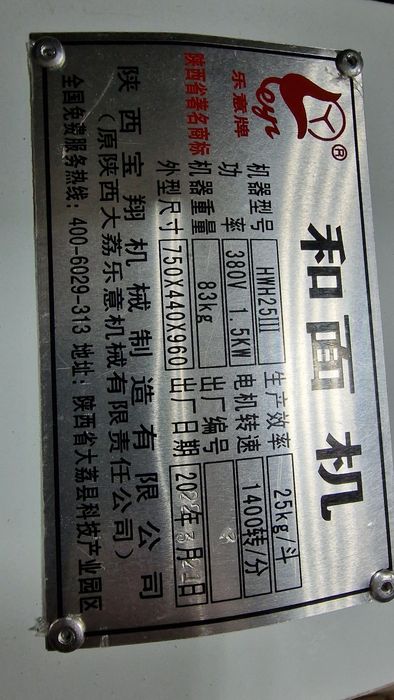 Leyi
®
乐意牌
陕西省著名商标
和面机
机器型号 HWH25III 生产效率 25kg/斗
功率 380V 1.5KW 电机转速 1400转/分
机器重量 83kg 出厂编号
外型尺寸 750X440X960 出厂日期 202 年 月 日
陕西宝翔机械制造有限公司
(原陕西大荔乐意机械有限责任公司)
全国免费服务热线: 400-6029-313 地址: 陕西省大荔县科技产业园区